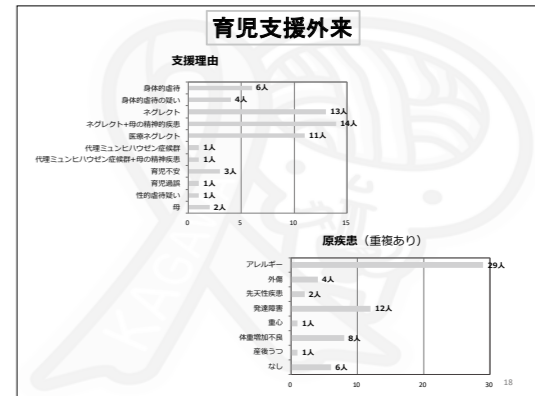 育児支援外来
支援理由
身体的虐待 6人
身体的虐待の疑い 4人
ネグレクト 13人
ネグレクト+母の精神的疾患 14人
医療ネグレクト 11人
代理ミュンヒハウゼン症候群 1人
代理ミュンヒハウゼン症候群+母の精神疾患 1人
育児不安 3人
育児過誤 1人
性的虐待疑い 1人
母 2人
0 5 10 15
原疾患（重複あり）
アレルギー 29人
外傷 4人
先天性疾患 2人
発達障害 12人
重心 1人
体重増加不良 8人
産後うつ 1人
なし 6人
0 10 20 30
18